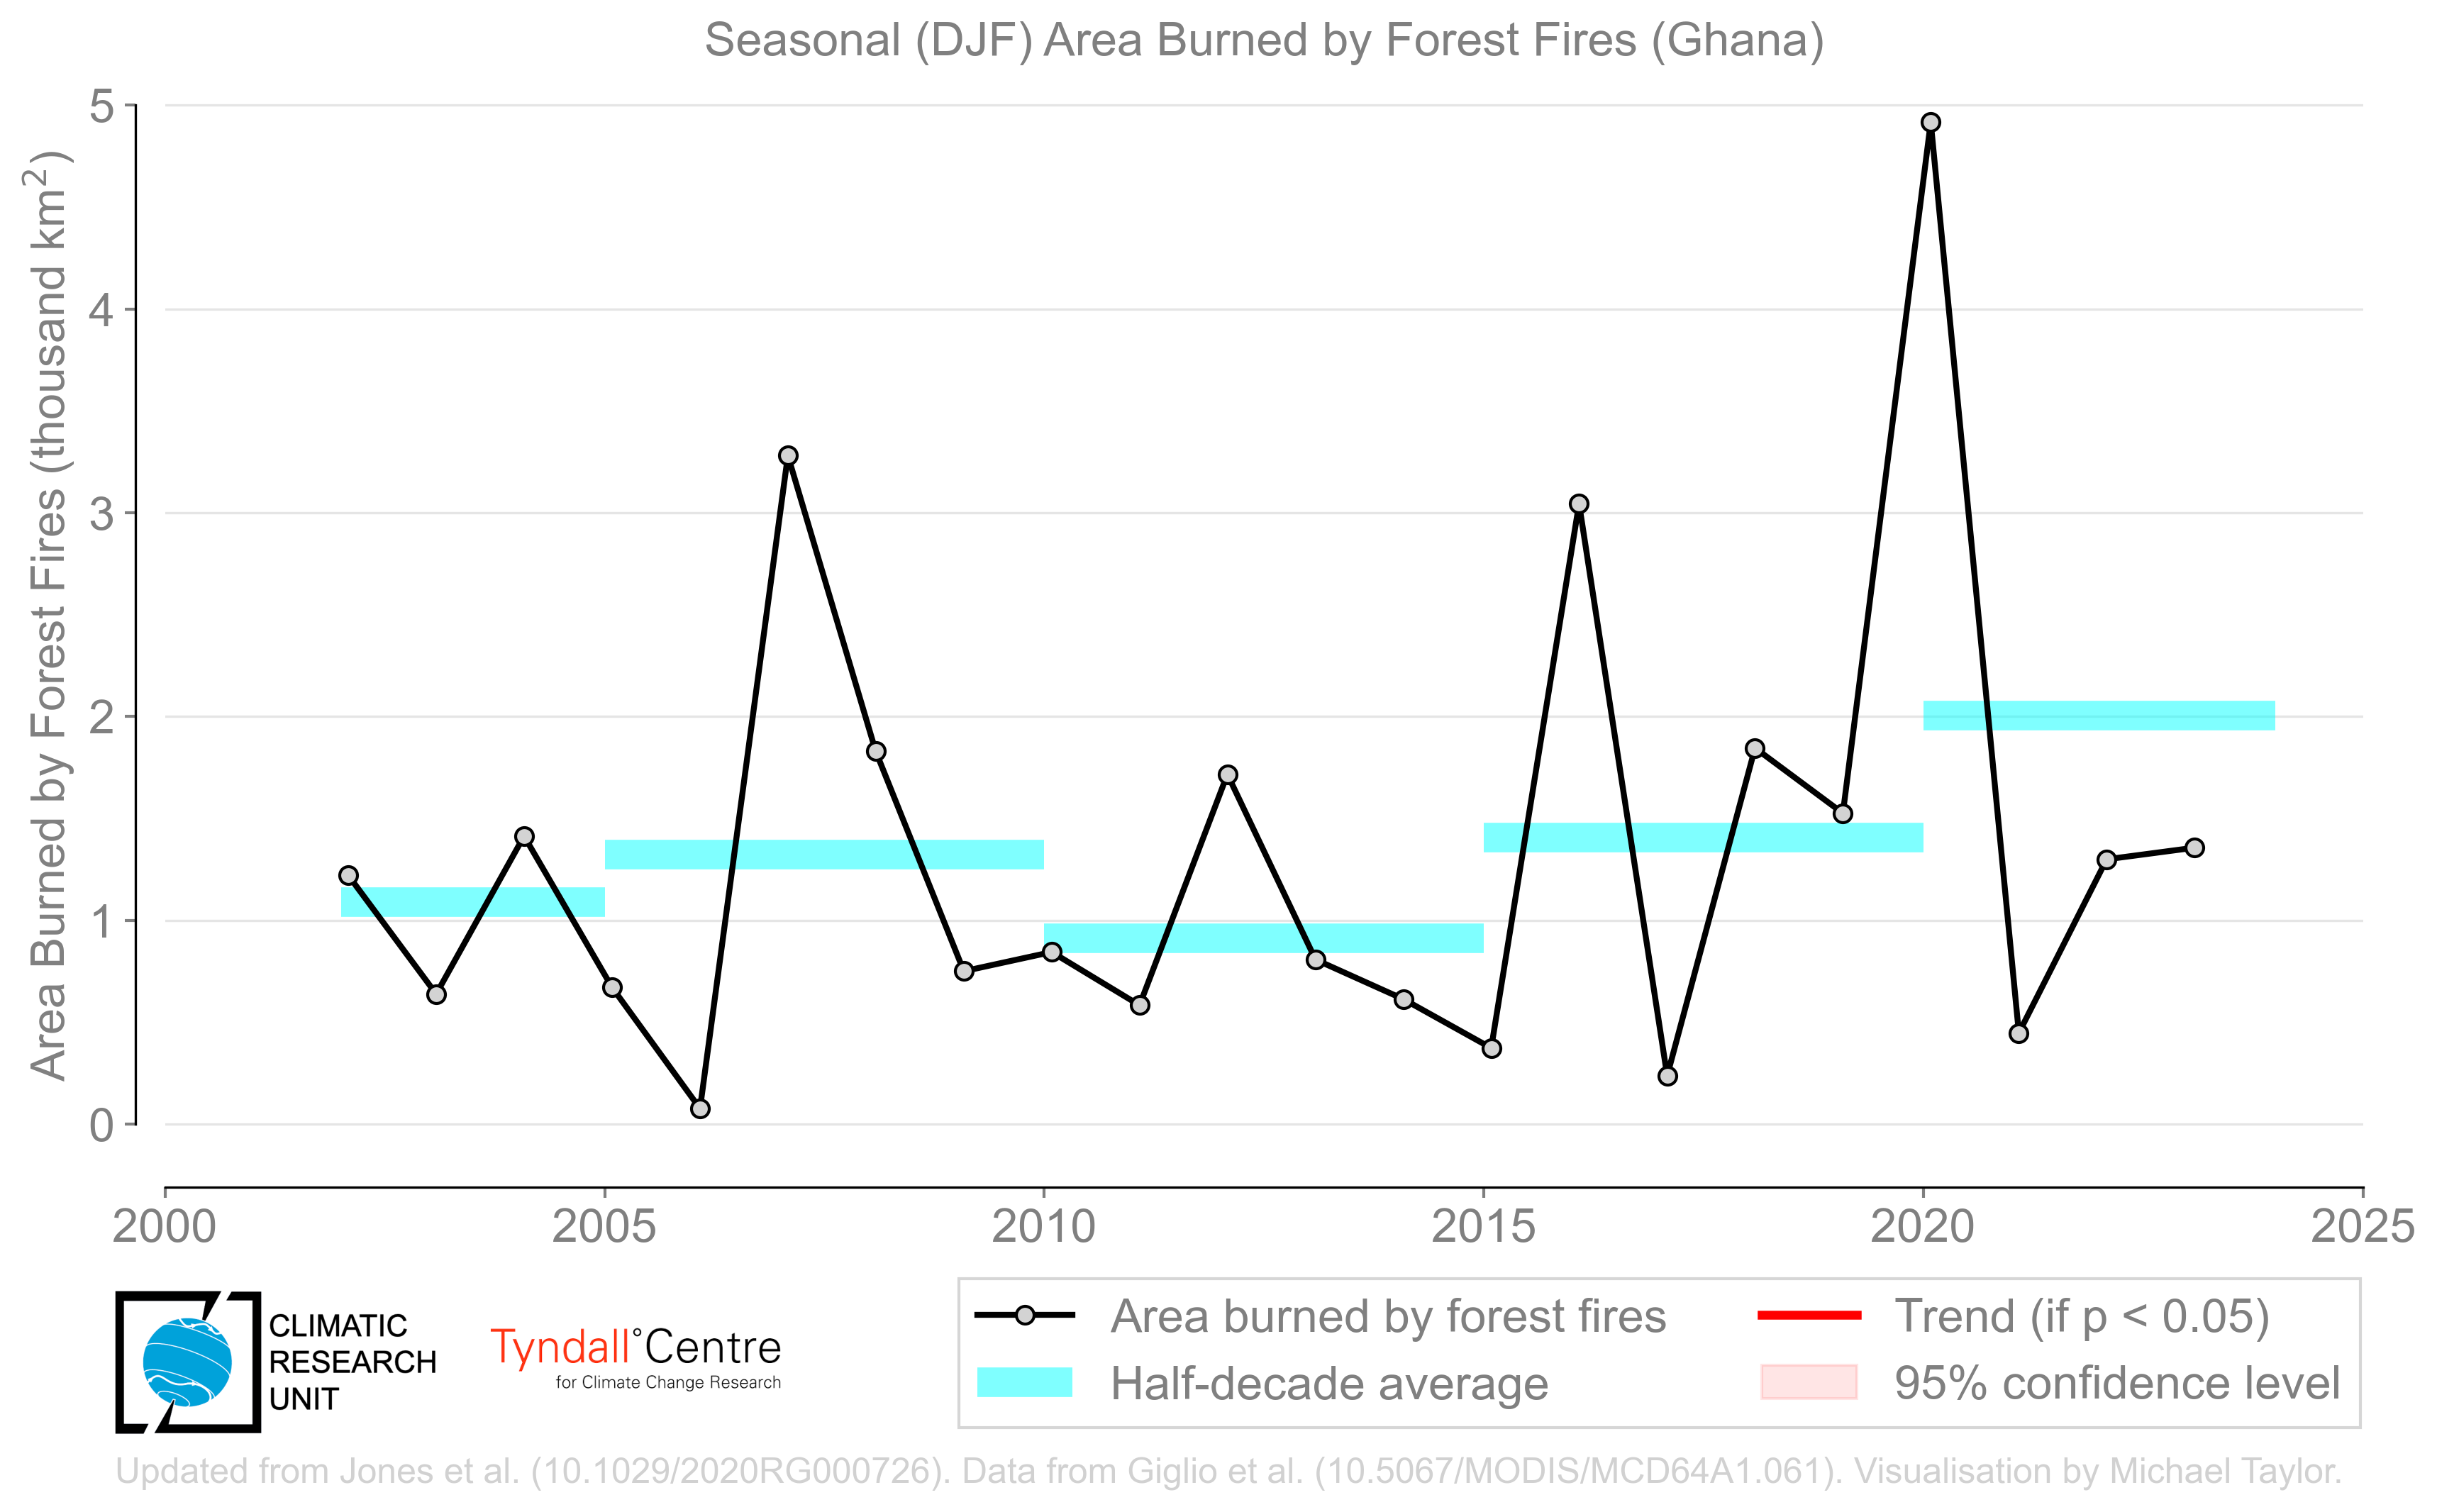 Seasonal (DJF) Area Burned by Forest Fires (Ghana)
Area Burned by Forest Fires (thousand km²)
5
4
3
2
1
0
2000 2005 2010 2015 2020 2025
CLIMATIC
RESEARCH
UNIT
Tyndall°Centre
for Climate Change Research
Area burned by forest fires
Half-decade average
Trend (if p < 0.05)
95% confidence level
Updated from Jones et al. (10.1029/2020RG000726). Data from Giglio et al. (10.5067/MODIS/MCD64A1.061). Visualisation by Michael Taylor.